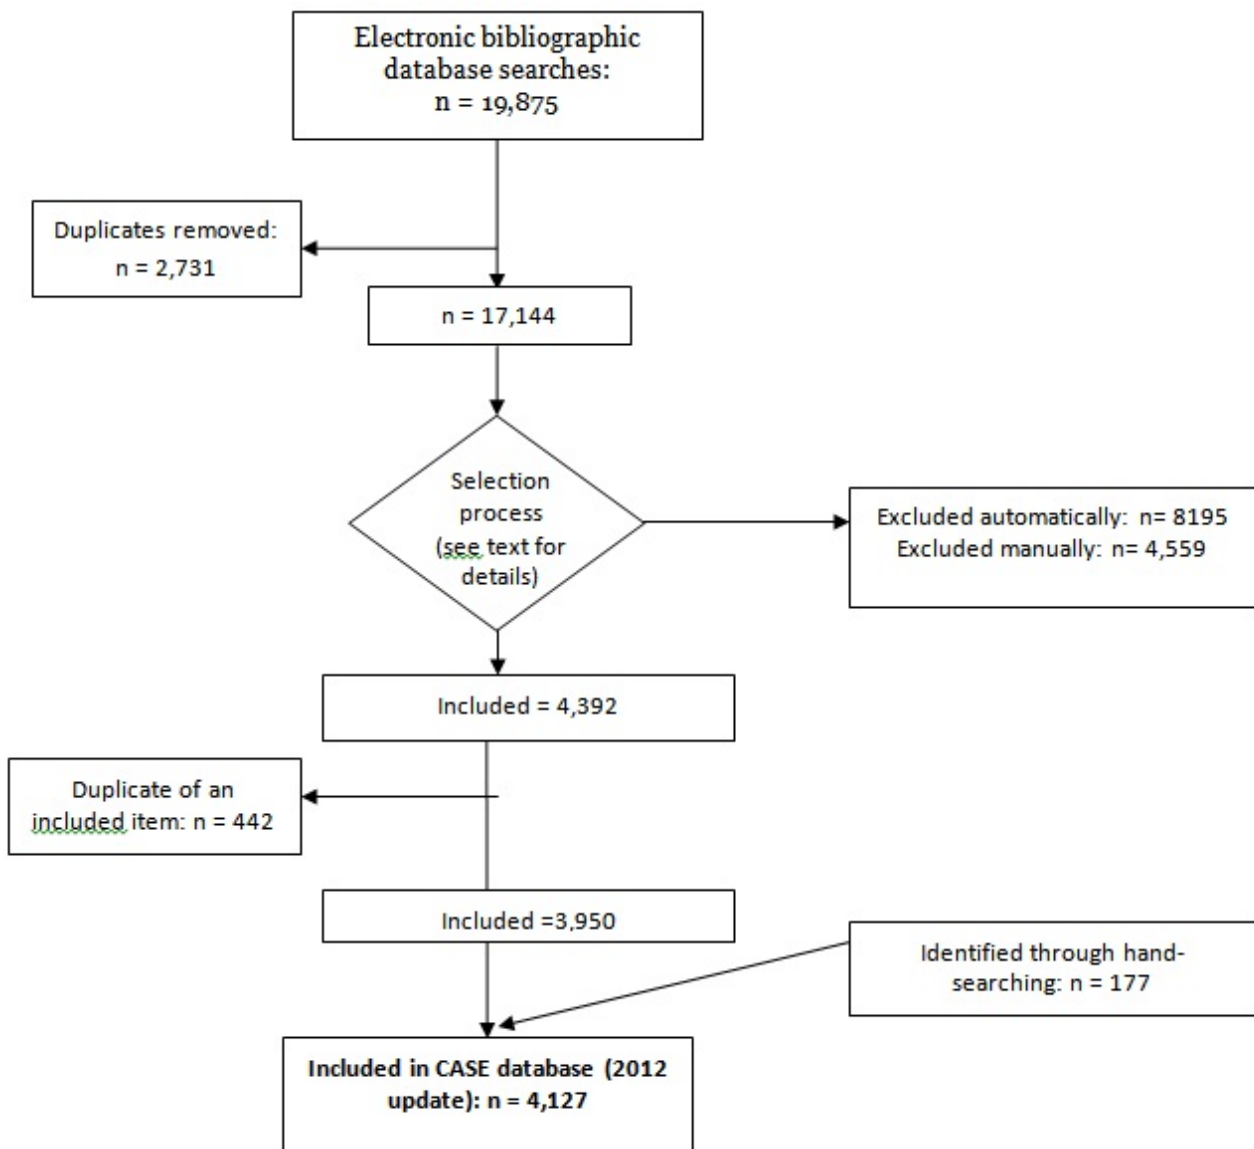 Electronic bibliographic
database searches:
n = 19,875
Duplicates removed:
n = 2,731
n = 17,144
Selection
process
(see text for
details)
Excluded automatically: n= 8195
Excluded manually: n= 4,559
Included = 4,392
Duplicate of an
included item: n = 442
Included =3,950
Identified through hand-
searching: n = 177
Included in CASE database (2012
update): n = 4,127